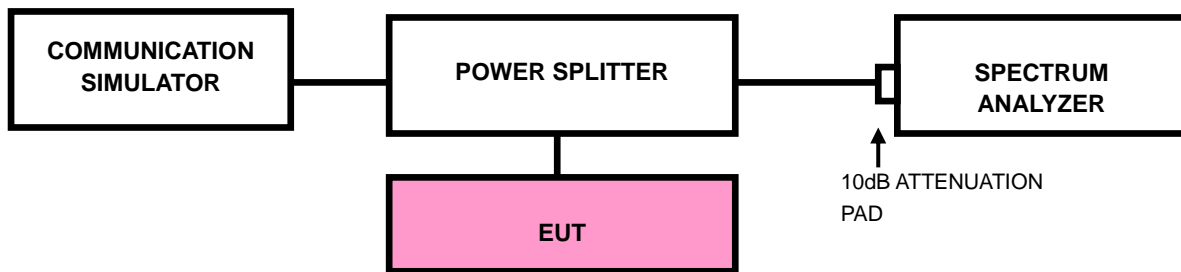 COMMUNICATION
SIMULATOR
POWER SPLITTER
SPECTRUM
ANALYZER
10dB ATTENUATION
PAD
EUT